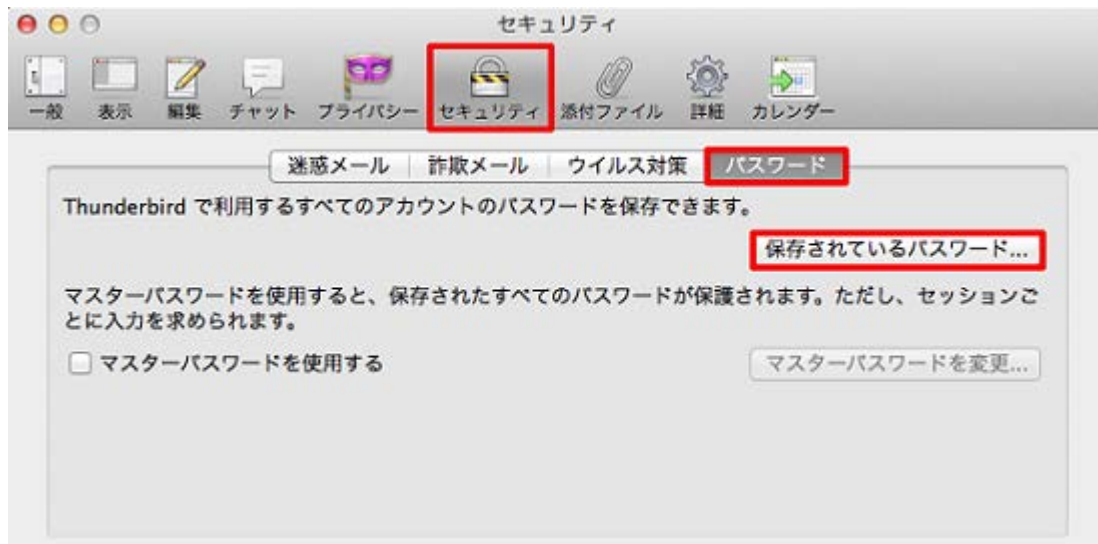 セキュリティ
一般 表示 編集 チャット プライバシー セキュリティ 添付ファイル 詳細 カレンダー
迷惑メール 詐欺メール ウイルス対策 パスワード
Thunderbird で利用するすべてのアカウントのパスワードを保存できます。
保存されているパスワード...
マスターパスワードを使用すると、保存されたすべてのパスワードが保護されます。ただし、セッションご
とに入力を求められます。
マスターパスワードを使用する マスターパスワードを変更...